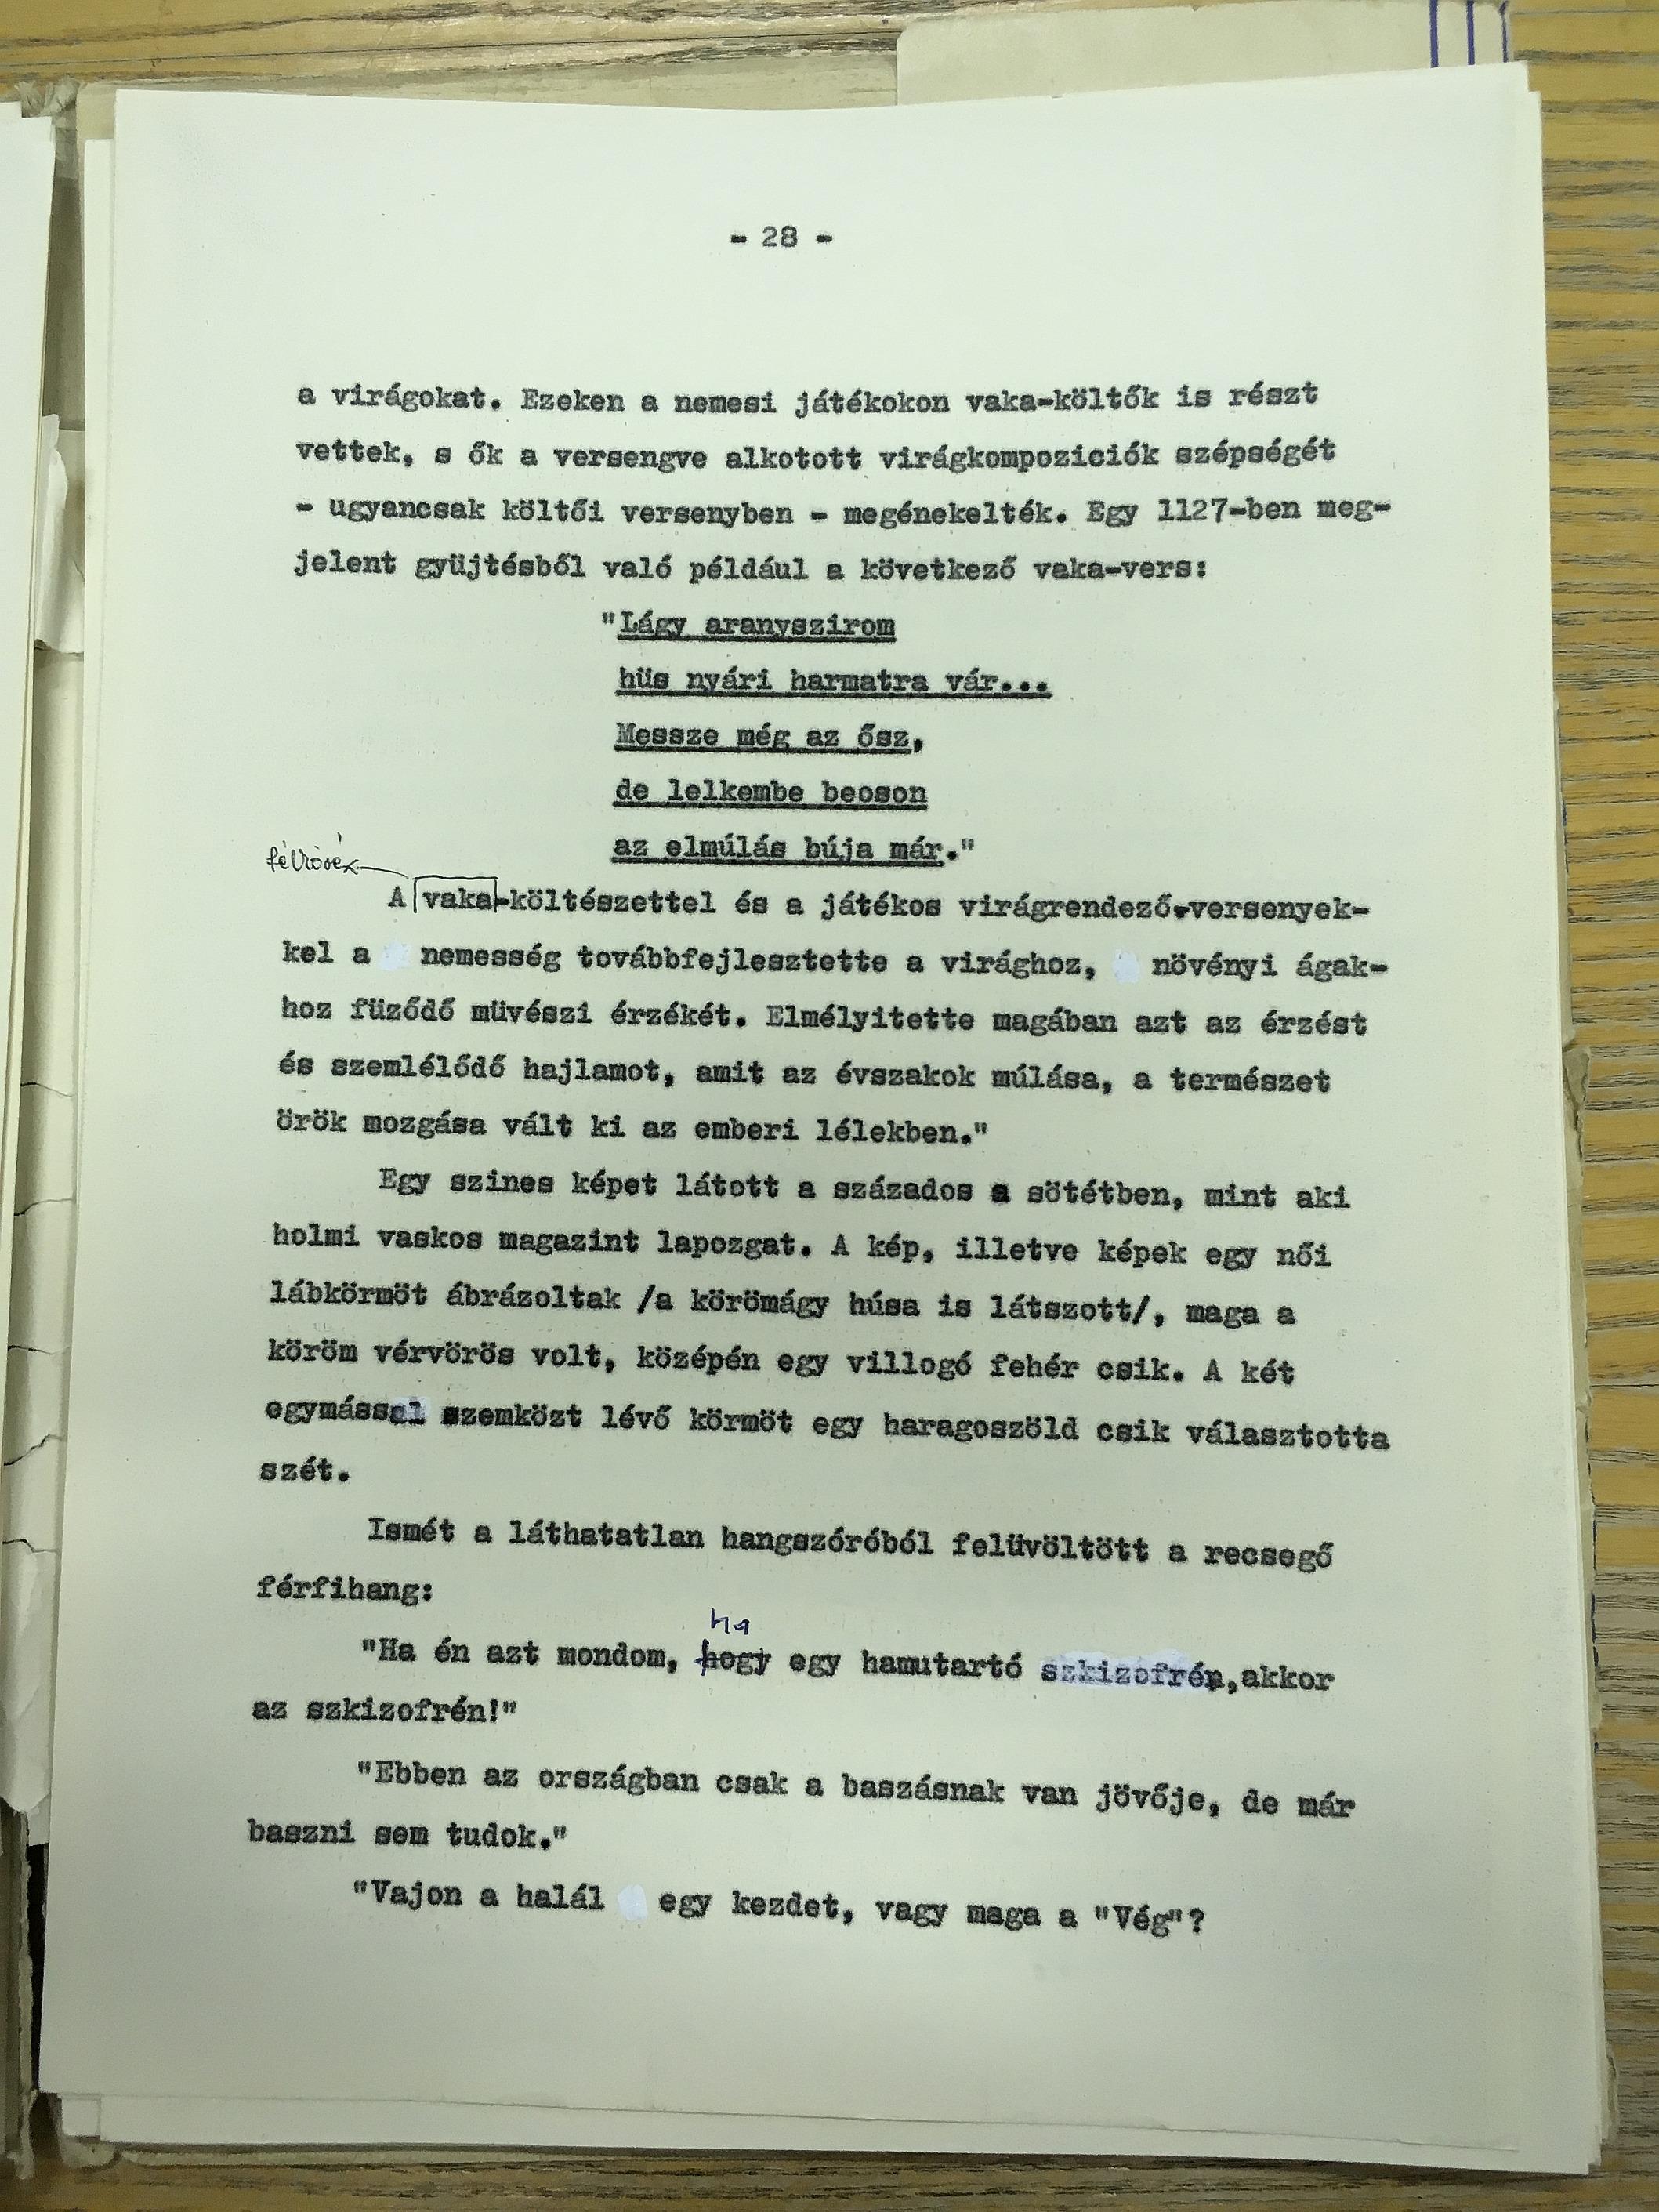 - 28 -
a virágokat. Ezeken a nemesi játékokon vaka-költők is részt
vettek, s ők a versengve alkotott virágkompoziciók szépségét
- ugyancsak költői versenyben - megénekelték. Egy 1127-ben meg-
jelent gyüjtésből való például a következő vaka-vers:
"Lágy aranyszirom
hüs nyári harmatra vár...
Messze még az ősz,
de lelkembe beoson
az elmúlás búja már."
A vaka-költészettel és a játékos virágrendező-versenyek-
kel a nemesség továbbfejlesztette a virághoz, növényi ágak-
hoz füződő müvészi érzékét. Elmélyitette magában azt az érzést
és szemlélődő hajlamot, amit az évszakok múlása, a természet
örök mozgása vált ki az emberi lélekben."
Egy szines képet látott a százados a sötétben, mint aki
holmi vaskos magazint lapozgat. A kép, illetve képek egy női
lábkörmöt ábrázoltak /a körömágy húsa is látszott/, maga a
köröm vérvörös volt, középén egy villogó fehér csik. A két
egymással szemközt lévő körmöt egy haragoszöld csik választotta
szét.
Ismét a láthatatlan hangszóróból felüvöltött a recsegő
férfihang:
ha
"Ha én azt mondom, hogy egy hamutartó szkizofrén,akkor
az szkizofrén!"
"Ebben az országban csak a baszásnak van jövője, de már
baszni sem tudok."
"Vajon a halál egy kezdet, vagy maga a "Vég"?